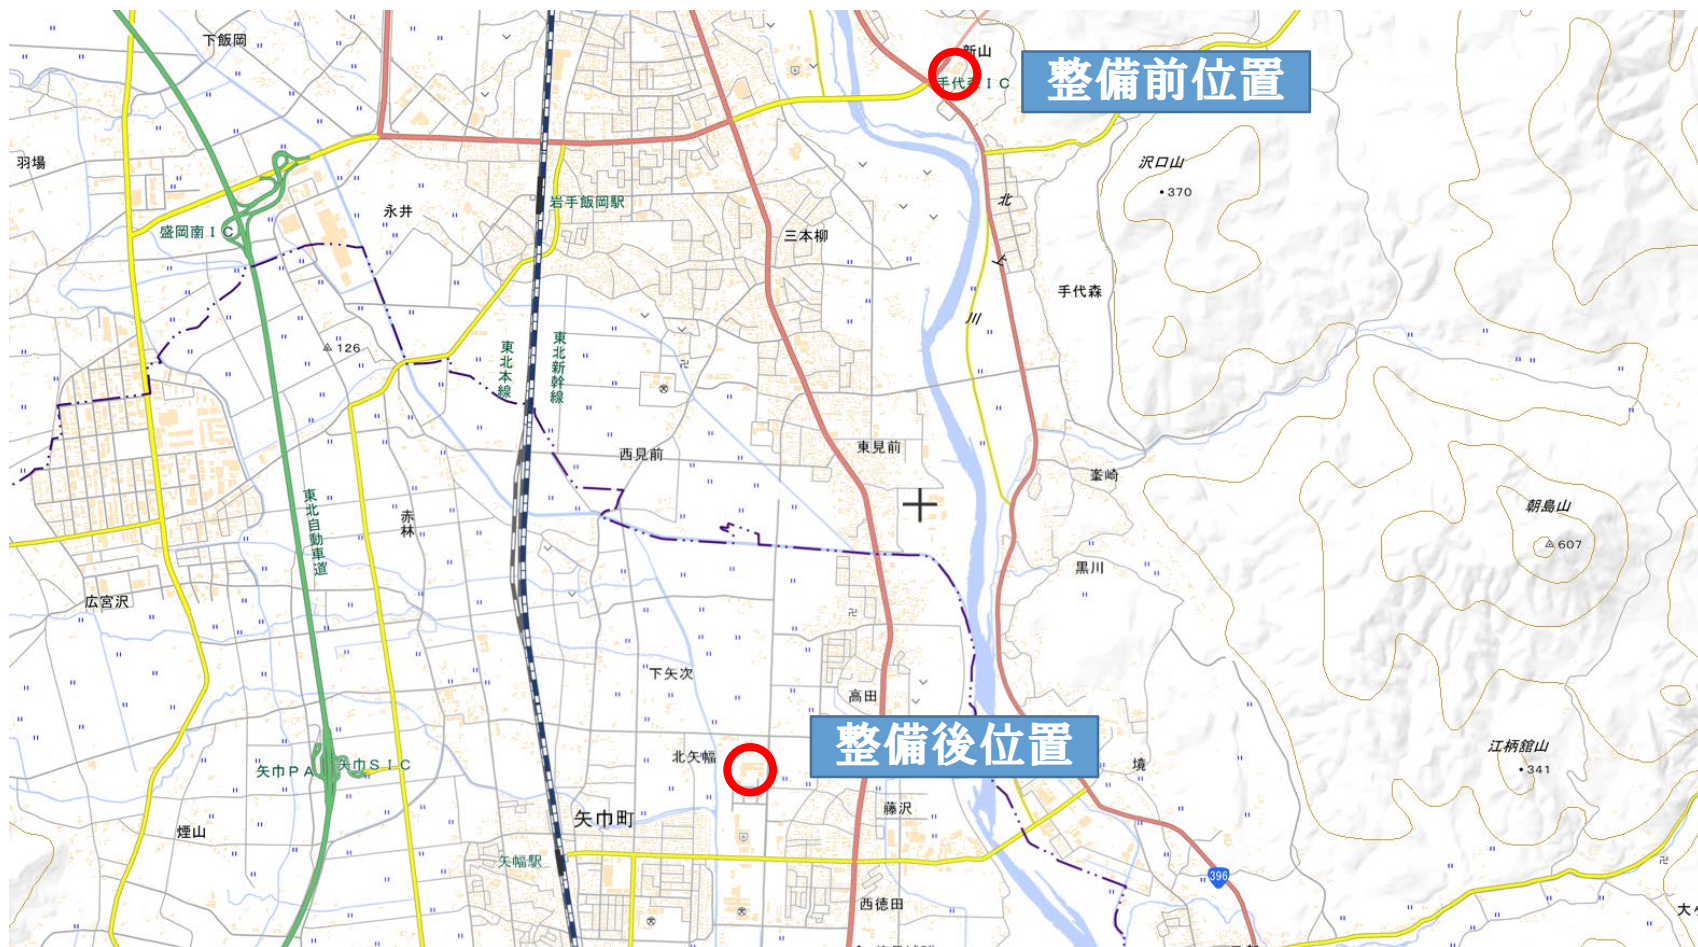 下飯岡
新山
手代森IC
整備前位置
羽場
沢口山
・370
岩手飯岡駅
永井
北
上
川
盛岡南IC
三本柳
手代森
126
東北本線
東北新幹線
西見前
東見前
峯崎
朝島山
607
東北自動車道
赤林
黒川
広宮沢
下矢次
高田
整備後位置
北矢幅
江柄舘山
・341
矢巾PA
矢巾SIC
境
藤沢
矢巾町
煙山
矢幅駅
396
西徳田